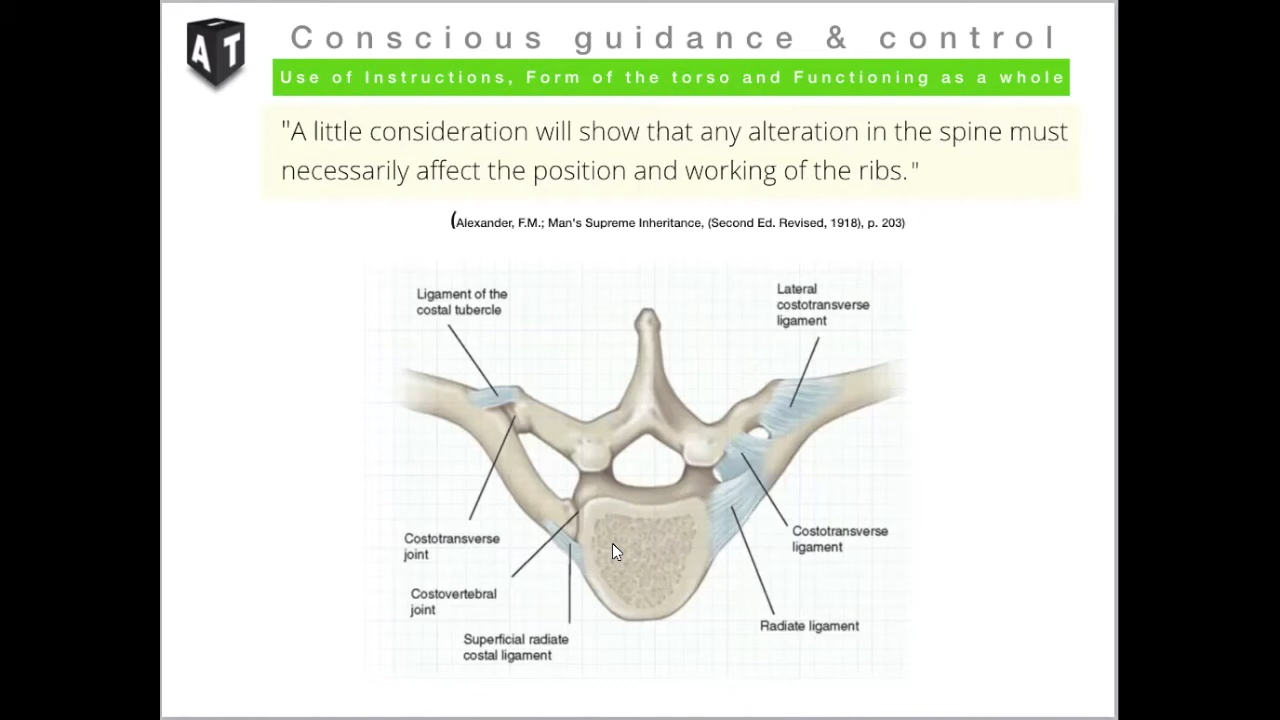 AT
Conscious guidance & control
Use of Instructions, Form of the torso and Functioning as a whole
"A little consideration will show that any alteration in the spine must
necessarily affect the position and working of the ribs."
(Alexander, F.M.; Man's Supreme Inheritance, (Second Ed. Revised, 1918), p. 203)
Ligament of the
costal tubercle
Lateral
costotransverse
ligament
Costotransverse
joint
Costotransverse
ligament
Costovertebral
joint
Radiate ligament
Superficial radiate
costal ligament